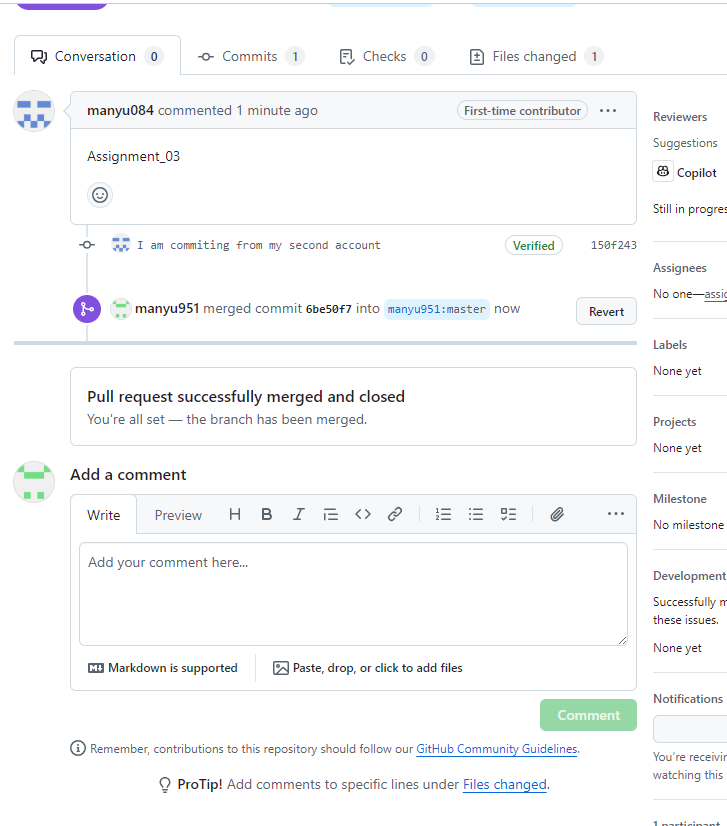 Conversation 0 Commits 1 Checks 0 Files changed 1
manyu084 commented 1 minute ago First-time contributor
Assignment_03
I am commiting from my second account Verified 150f243
manyu951 merged commit 6be50f7 into manyu951:master now Revert
Pull request successfully merged and closed
You're all set — the branch has been merged.
Add a comment
Write Preview
Add your comment here...
Markdown is supported Paste, drop, or click to add files
Comment
Remember, contributions to this repository should follow our GitHub Community Guidelines.
ProTip! Add comments to specific lines under Files changed.
Reviewers
Suggestions
Copilot
Still in progres
Assignees
No one—assig
Labels
None yet
Projects
None yet
Milestone
No milestone
Development
Successfully m
these issues.
None yet
Notifications
You're receivin
watching this
1 participant